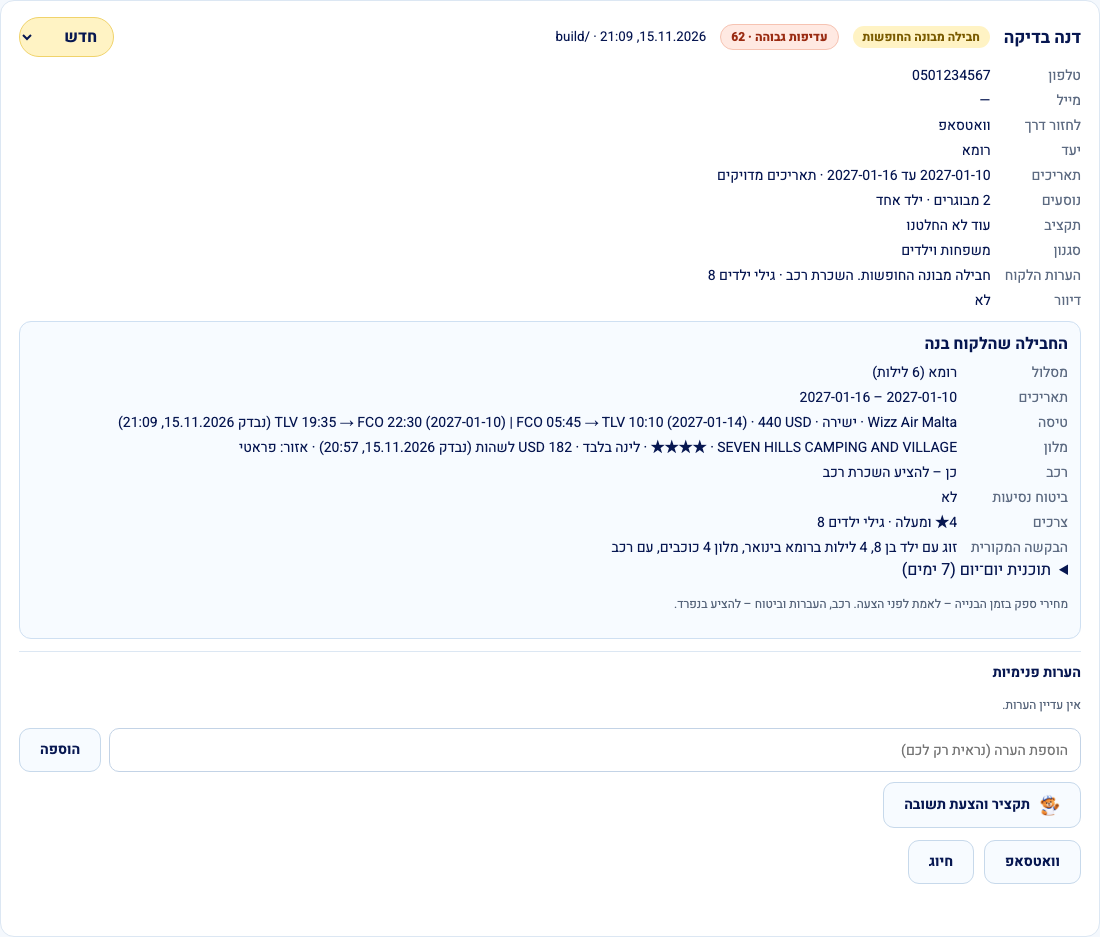 דנה בדיקה חבילה מבונה החופשות עדיפות גבוהה · 62 15.11.2026, 21:09 · /build חדש
טלפון 0501234567
מייל —
לחזור דרך וואטסאפ
יעד רומא
תאריכים 2027-01-10 עד 2027-01-16 · תאריכים מדויקים
נוסעים 2 מבוגרים · ילד אחד
תקציב עוד לא החלטנו
סגנון משפחות וילדים
הערות הלקוח חבילה מבונה החופשות. השכרת רכב · גילי ילדים 8
דיוור לא
החבילה שהלקוח בנה
מסלול רומא (6 לילות)
תאריכים 2027-01-10 – 2027-01-16
טיסה Wizz Air Malta · ישירה · TLV 19:35 → FCO 22:30 (2027-01-10) | FCO 05:45 → TLV 10:10 (2027-01-14) · 440 USD (נבדק 15.11.2026, 21:09)
מלון SEVEN HILLS CAMPING AND VILLAGE · ★★★★ · לינה בלבד · 182 USD לשהות (נבדק 15.11.2026, 20:57) · אזור: פראטי
רכב כן – להציע השכרת רכב
ביטוח נסיעות לא
צרכים 4★ ומעלה · גילי ילדים 8
הבקשה המקורית זוג עם ילד בן 8, 4 לילות ברומא בינואר, מלון 4 כוכבים, עם רכב
◀ תוכנית יום־יום (7 ימים)
מחירי ספק בזמן הבנייה – לאמת לפני הצעה. רכב, העברות וביטוח – להציע בנפרד.
הערות פנימיות
אין עדיין הערות.
הוספת הערה (נראית רק לכם) הוספה
תקציר והצעת תשובה
וואטסאפ חיוג